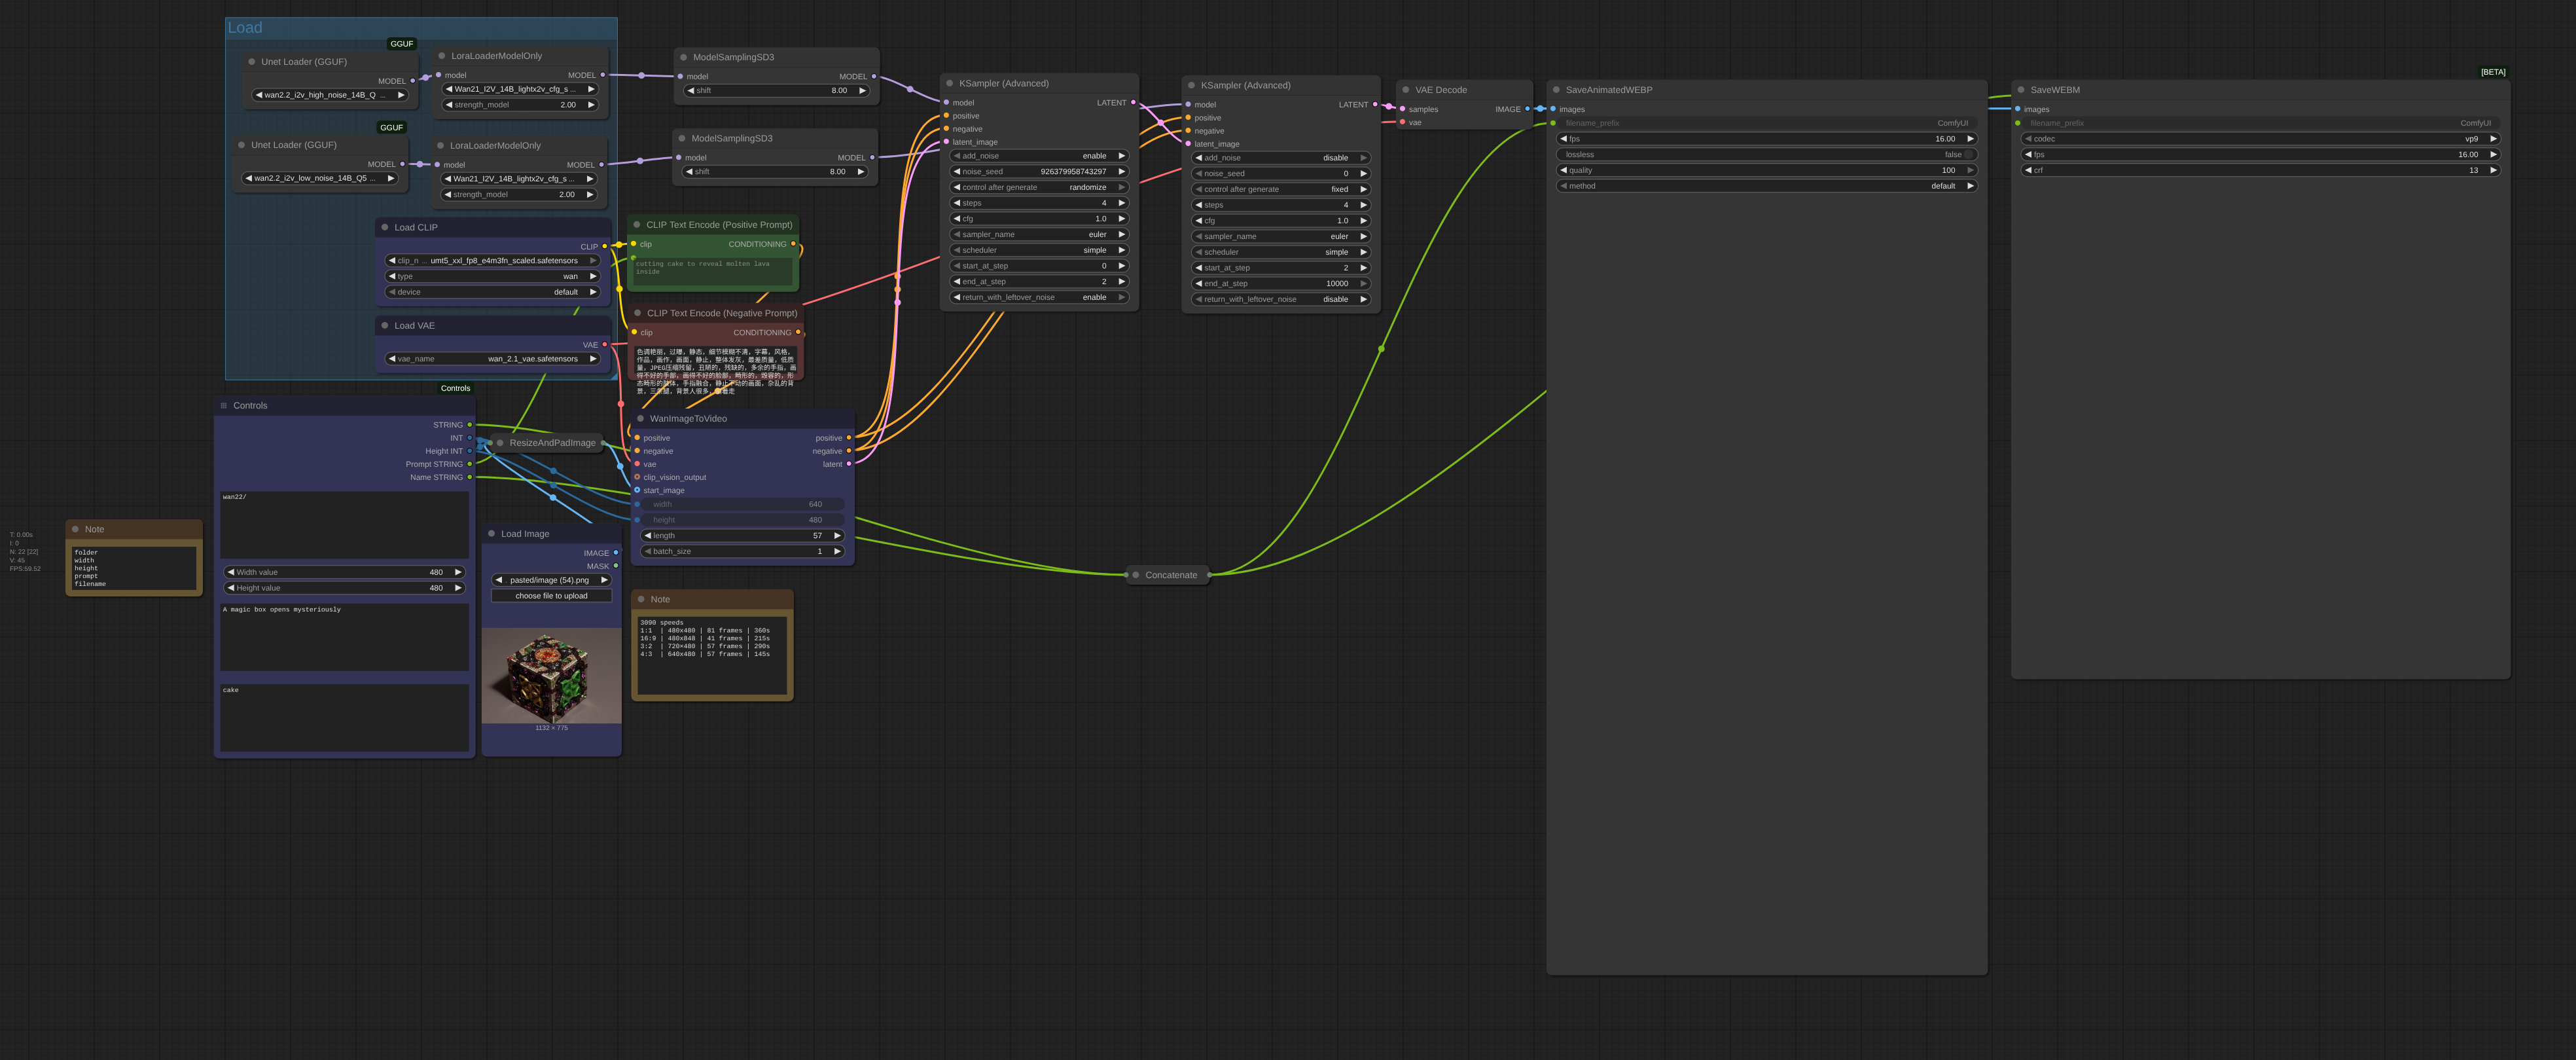 Load
GGUF
Unet Loader (GGUF)
MODEL
wan2.2_i2v_high_noise_14B_Q ...
LoraLoaderModelOnly
model MODEL
Wan21_I2V_14B_lightx2v_cfg_s ...
strength_model 2.00
GGUF
Unet Loader (GGUF)
MODEL
wan2.2_i2v_low_noise_14B_Q5 ...
LoraLoaderModelOnly
model MODEL
Wan21_I2V_14B_lightx2v_cfg_s ...
strength_model 2.00
Load CLIP
CLIP
clip_n ... umt5_xxl_fp8_e4m3fn_scaled.safetensors
type wan
device default
Load VAE
VAE
vae_name wan_2.1_vae.safetensors
ModelSamplingSD3
model MODEL
shift 8.00
ModelSamplingSD3
model MODEL
shift 8.00
CLIP Text Encode (Positive Prompt)
clip CONDITIONING
cutting cake to reveal molten lava
inside
CLIP Text Encode (Negative Prompt)
clip CONDITIONING
色调艳丽，过曝，静态，细节模糊不清，字幕，风格，
作品，画作，画面，静止，整体发灰，最差质量，低质
量，JPEG压缩残留，丑陋的，残缺的，多余的手指，画
得不好的手部，画得不好的脸部，畸形的，毁容的，形
态畸形的肢体，手指融合，静止不动的画面，杂乱的背
景，三条腿，背景人很多，倒着走
KSampler (Advanced)
model LATENT
positive
negative
latent_image
add_noise enable
noise_seed 926379958743297
control after generate randomize
steps 4
cfg 1.0
sampler_name euler
scheduler simple
start_at_step 0
end_at_step 2
return_with_leftover_noise enable
KSampler (Advanced)
model LATENT
positive
negative
latent_image
add_noise disable
noise_seed 0
control after generate fixed
steps 4
cfg 1.0
sampler_name euler
scheduler simple
start_at_step 2
end_at_step 10000
return_with_leftover_noise disable
VAE Decode
samples IMAGE
vae
SaveAnimatedWEBP
images
filename_prefix ComfyUI
fps 16.00
lossless false
quality 100
method default
[BETA]
SaveWEBM
images
filename_prefix ComfyUI
codec vp9
fps 16.00
crf 13
Controls
Controls
STRING
INT
Height INT
Prompt STRING
Name STRING
wan22/
Width value 480
Height value 480
A magic box opens mysteriously
cake
ResizeAndPadImage
WanImageToVideo
positive positive
negative negative
vae latent
clip_vision_output
start_image
width 640
height 480
length 57
batch_size 1
Load Image
IMAGE
MASK
pasted/image (54).png
choose file to upload
1132 × 775
Note
3090 speeds
1:1 | 480x480 | 81 frames | 360s
16:9 | 480x848 | 41 frames | 215s
3:2 | 720×480 | 57 frames | 290s
4:3 | 640x480 | 57 frames | 145s
Concatenate
Note
folder
width
height
prompt
filename
T: 0.00s
I: 0
N: 22 [22]
V: 45
FPS:59.52